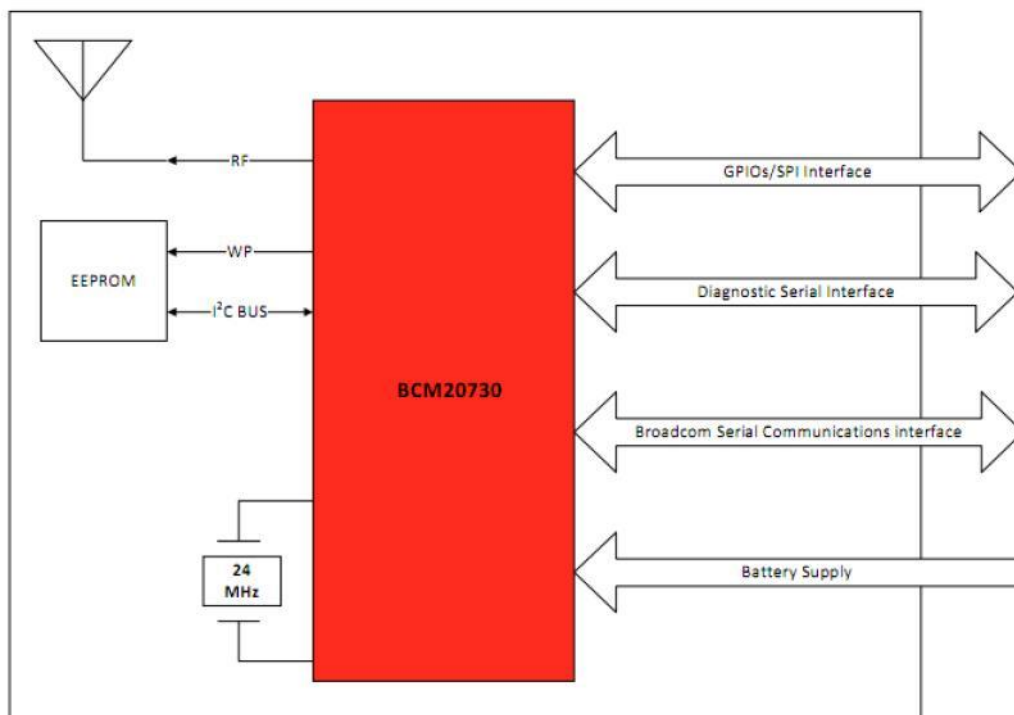 RF
GPIOs/SPI Interface
WP
EEPROM
I²C BUS
Diagnostic Serial Interface
BCM20730
Broadcom Serial Communications interface
24
MHz
Battery Supply